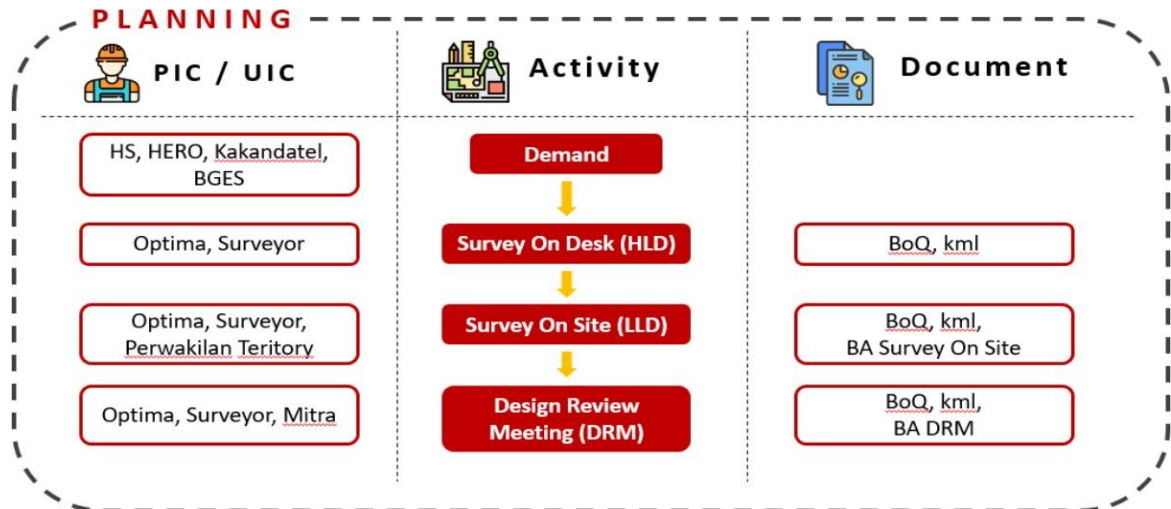 PLANNING
PIC / UIC
Activity
Document
HS, HERO, Kakandatel,
BGES
Demand
Optima, Surveyor
Survey On Desk (HLD)
BoQ, kml
Optima, Surveyor,
Perwakilan Teritory
Survey On Site (LLD)
BoQ, kml,
BA Survey On Site
Optima, Surveyor, Mitra
Design Review
Meeting (DRM)
BoQ, kml,
BA DRM